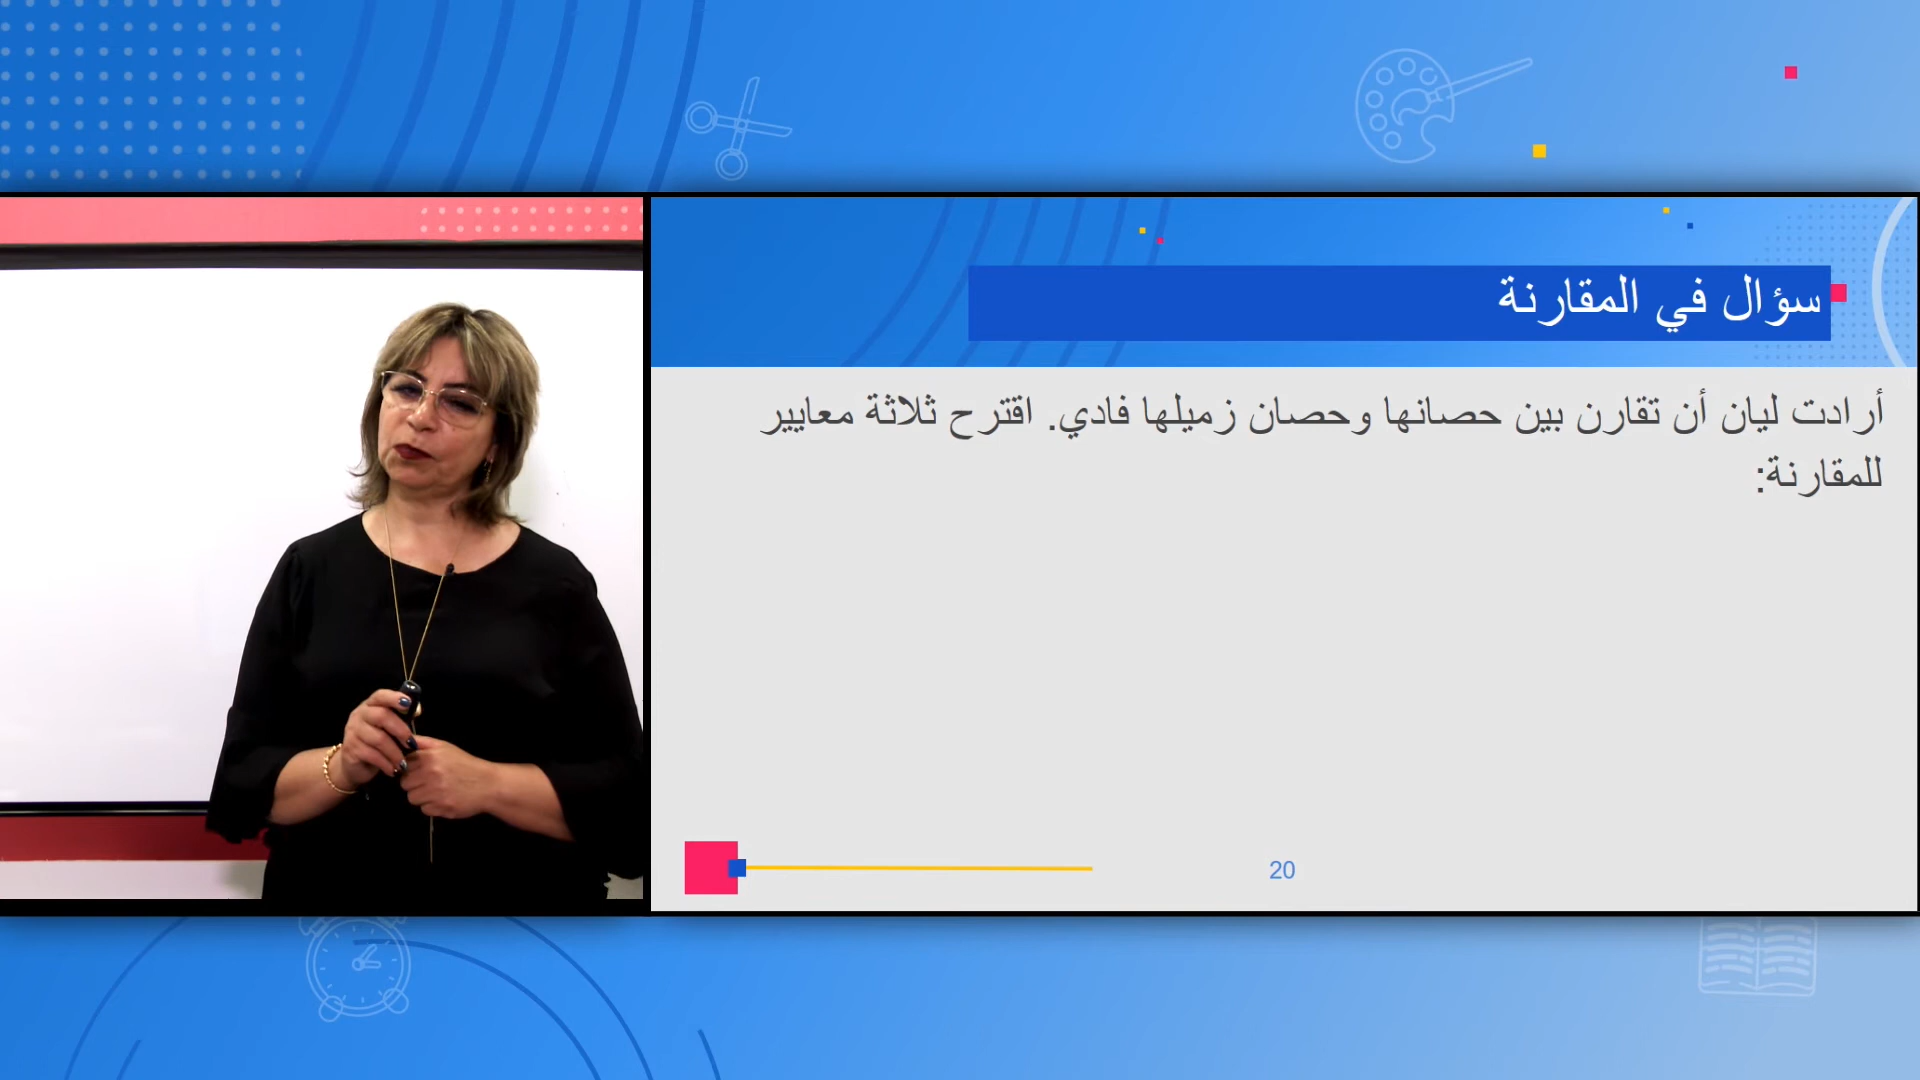 سؤال في المقارنة
أرادت ليان أن تقارن بين حصانها وحصان زميلها فادي. اقترح ثلاثة معايير
للمقارنة:
20